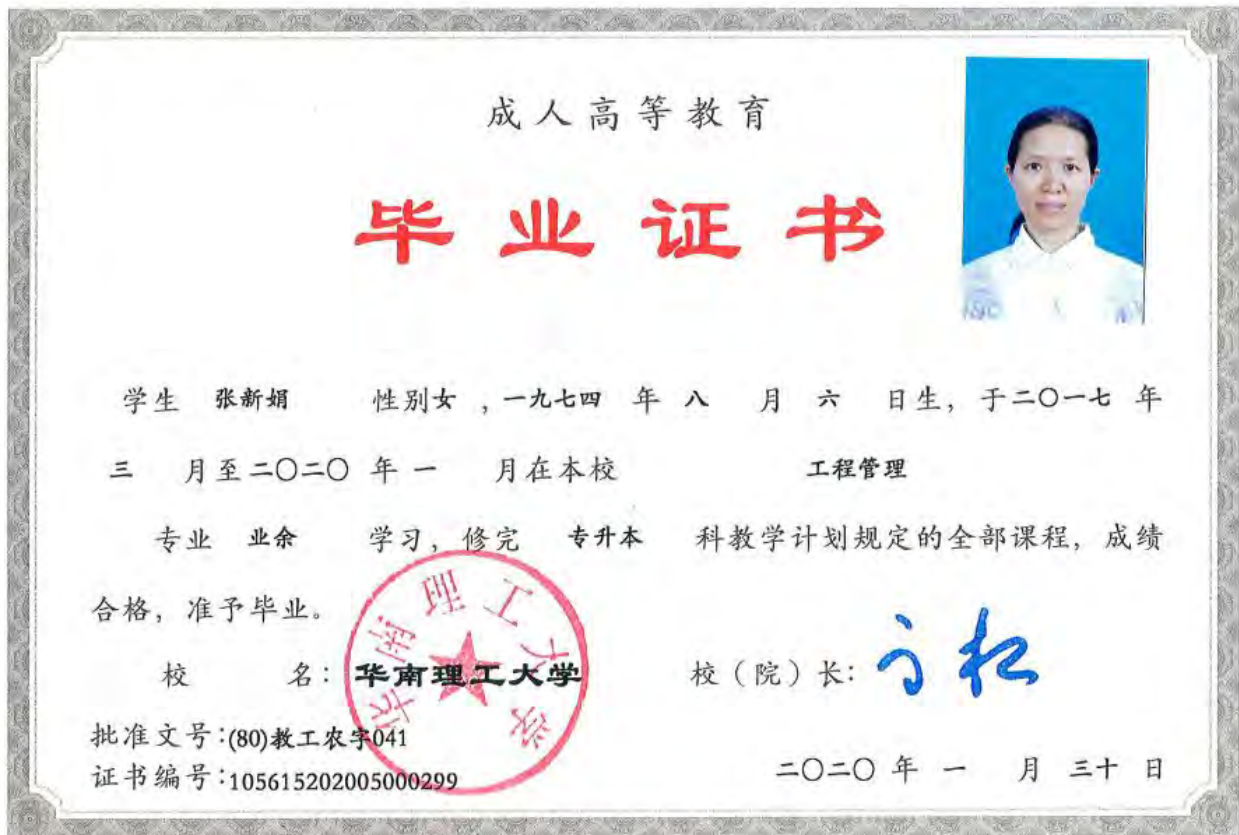 成人高等教育
毕业证书
学生 张新娟 性别女 ,一九七四 年 八 月 六 日生，于二〇一七 年
三 月至二〇二〇 年 一 月在本校 工程管理
专业 业余 学习，修完 专升本 科教学计划规定的全部课程，成绩
合格，准予毕业。
华南理工大学
校 名：华南理工大学 校（院）长：
批准文号:(80)教工农字041
证书编号:105615202005000299
二〇二〇 年 一 月 三十 日